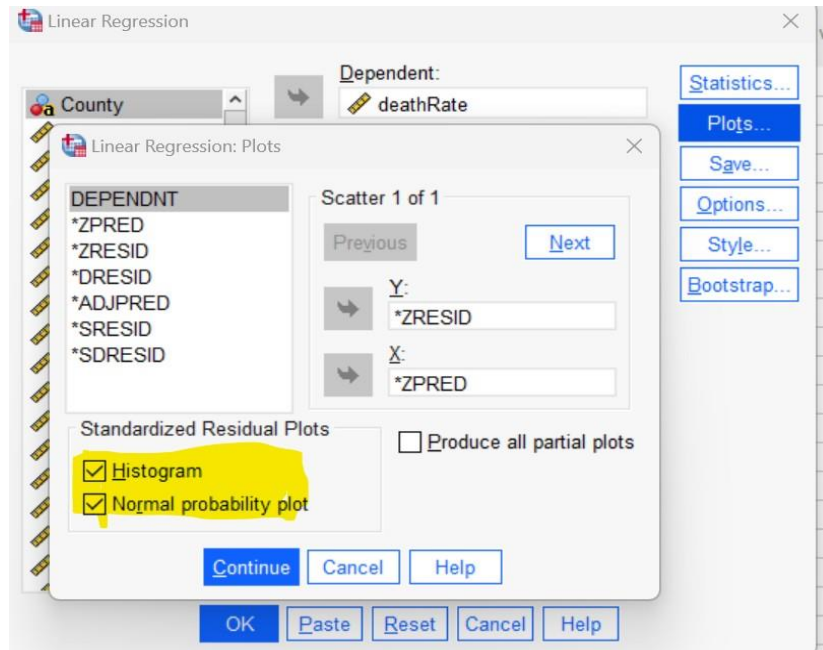 Linear Regression
Dependent:
County
deathRate
Statistics...
Plots...
Save...
Options...
Style...
Bootstrap...
Linear Regression: Plots
DEPENDNT
*ZPRED
*ZRESID
*DRESID
*ADJPRED
*SRESID
*SDRESID
Scatter 1 of 1
Previous
Next
Y:
*ZRESID
X:
*ZPRED
Standardized Residual Plots
Histogram
Normal probability plot
Produce all partial plots
Continue
Cancel
Help
OK
Paste
Reset
Cancel
Help